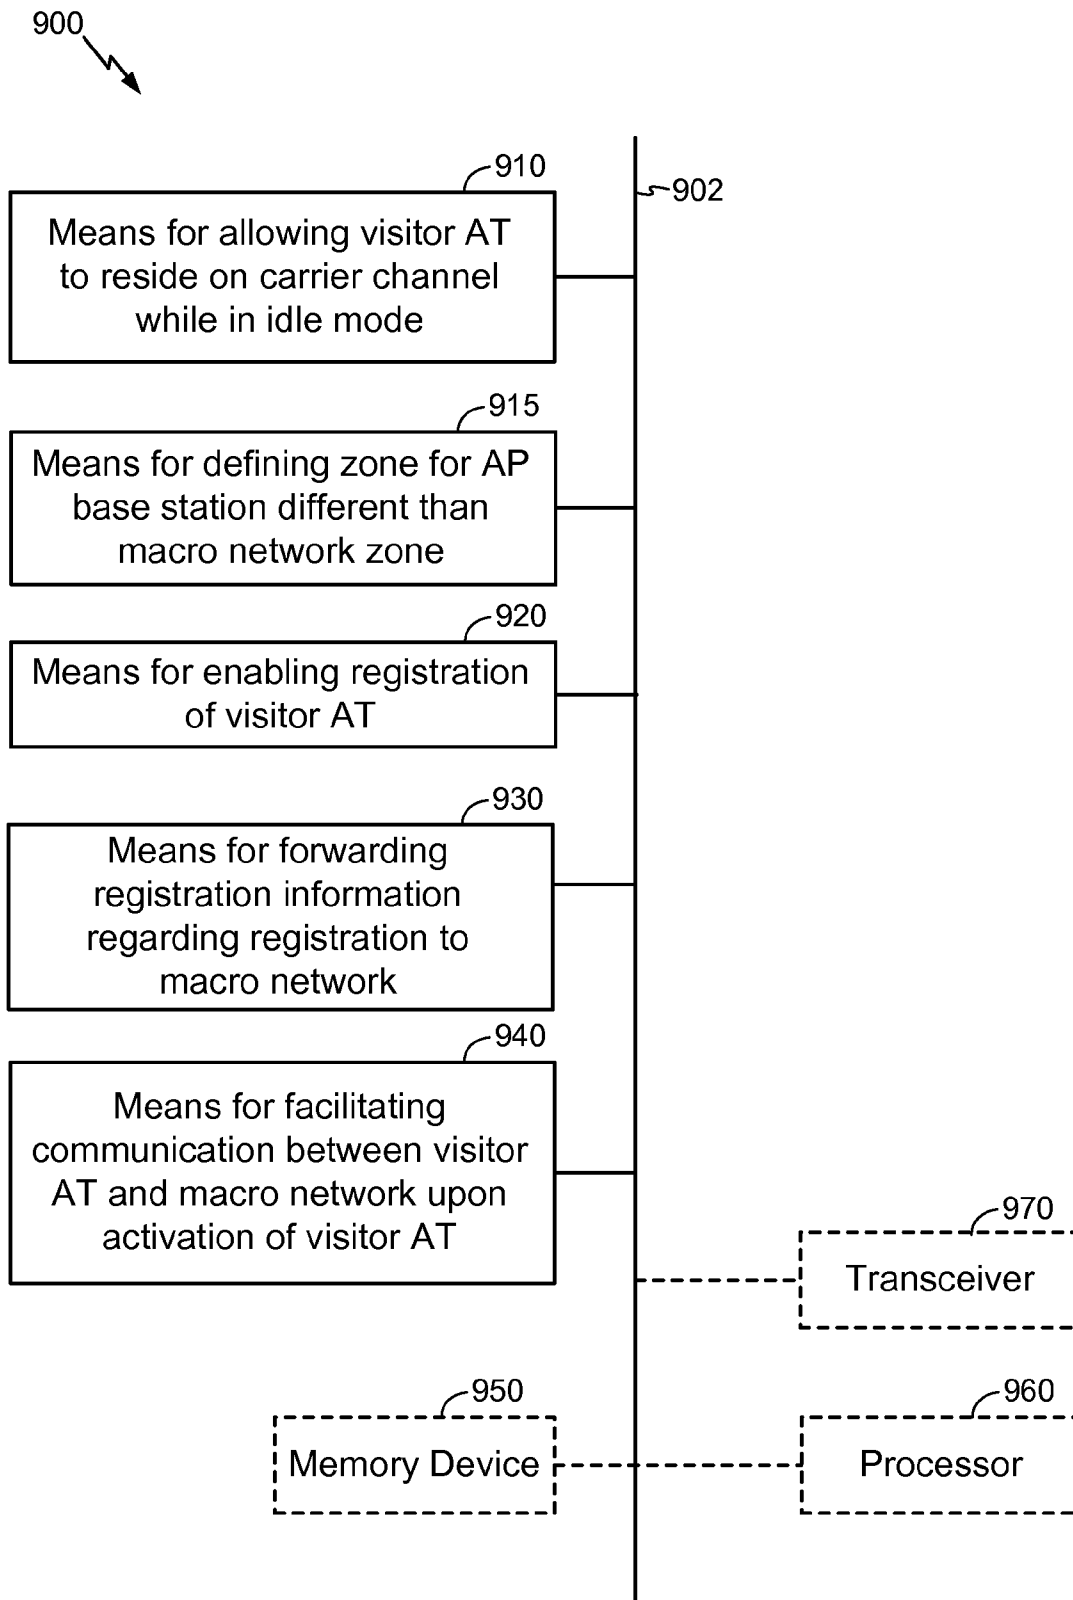 900
910
902
Means for allowing visitor AT
to reside on carrier channel
while in idle mode
915
Means for defining zone for AP
base station different than
macro network zone
920
Means for enabling registration
of visitor AT
930
Means for forwarding
registration information
regarding registration to
macro network
940
Means for facilitating
communication between visitor
AT and macro network upon
activation of visitor AT
970
Transceiver
950
Memory Device
960
Processor